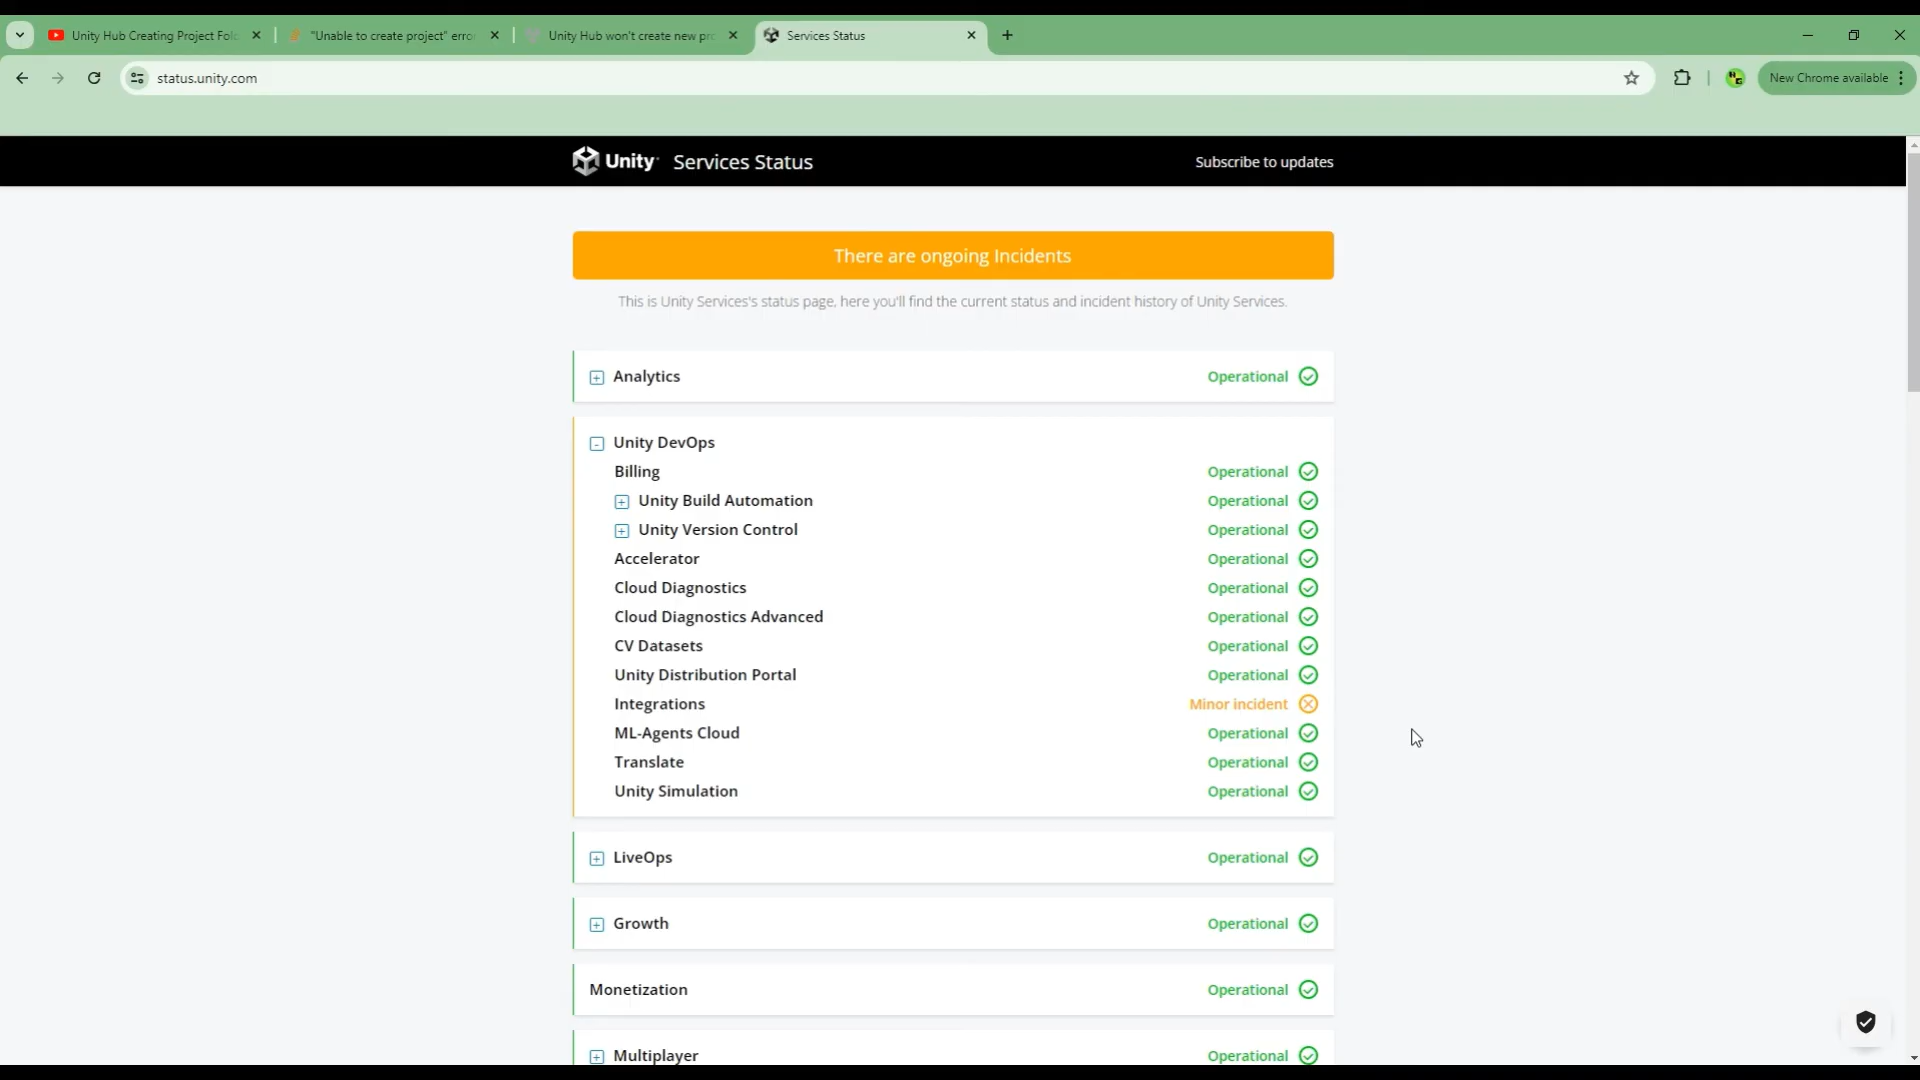 Unity Hub Creating Project Fol
"Unable to create project" erro
Unity Hub won't create new pro
Services Status
status.unity.com
New Chrome available
Unity Services Status
Subscribe to updates
There are ongoing Incidents
This is Unity Services's status page, here you'll find the current status and incident history of Unity Services.
Analytics Operational
Unity DevOps
Billing Operational
Unity Build Automation Operational
Unity Version Control Operational
Accelerator Operational
Cloud Diagnostics Operational
Cloud Diagnostics Advanced Operational
CV Datasets Operational
Unity Distribution Portal Operational
Integrations Minor incident
ML-Agents Cloud Operational
Translate Operational
Unity Simulation Operational
LiveOps Operational
Growth Operational
Monetization Operational
Multiplayer Operational